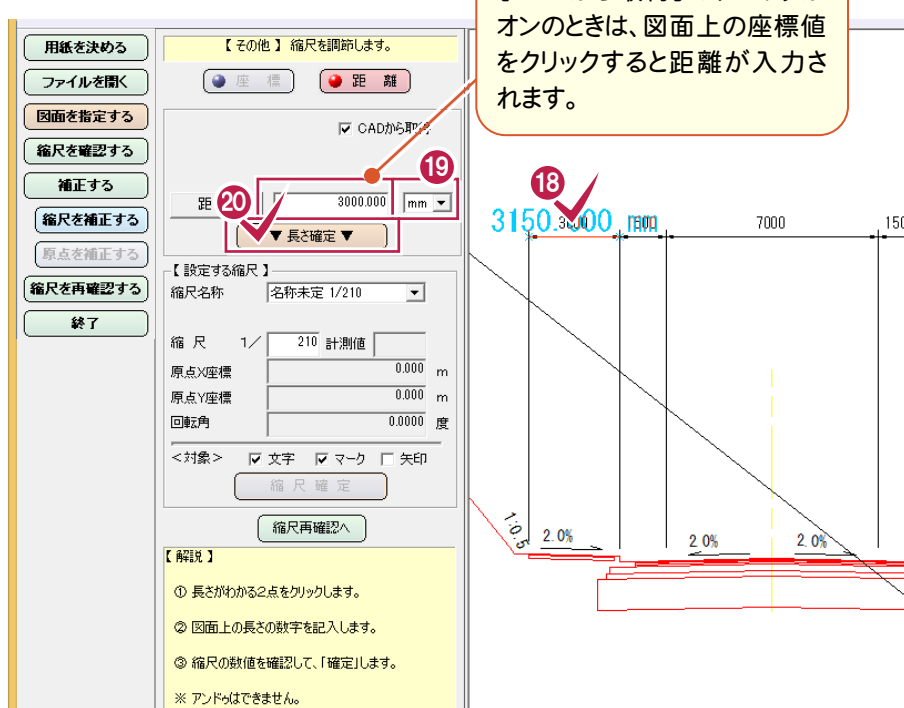 オンのときは、図面上の座標値
をクリックすると距離が入力さ
れます。
用紙を決める
ファイルを開く
図面を指定する
縮尺を確認する
補正する
縮尺を補正する
原点を補正する
縮尺を再確認する
終了
【 その他 】 縮尺を調節します。
座 標
距 離
CADから取得
距
3000.000
mm
⑲
⑳
▼ 長さ確定 ▼
【 設定する縮尺 】
縮尺名称
名称未定 1/210
縮 尺 1/ 210 計測値
原点X座標 0.000 m
原点Y座標 0.000 m
回転角 0.0000 度
<対象> 文字 マーク 矢印
縮 尺 確 定
縮尺再確認へ
【 解説 】
① 長さがわかる2点をクリックします。
② 図面上の長さの数字を記入します。
③ 縮尺の数値を確認して、「確定」します。
※ アンドゥはできません。
⑱
mm
7000
150
1:0.5
2.0%
2.0%
2.0%